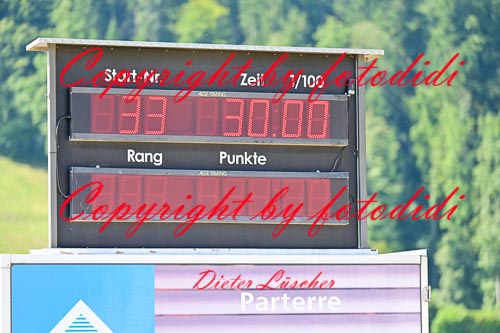 Start-Nr. Zeit 1/100
Copyright by fotodidi
ALGE TIMING
33 30.00
Rang Punkte
ALGE TIMING
Copyright by fotodidi
Dieter Lüscher
Parterre